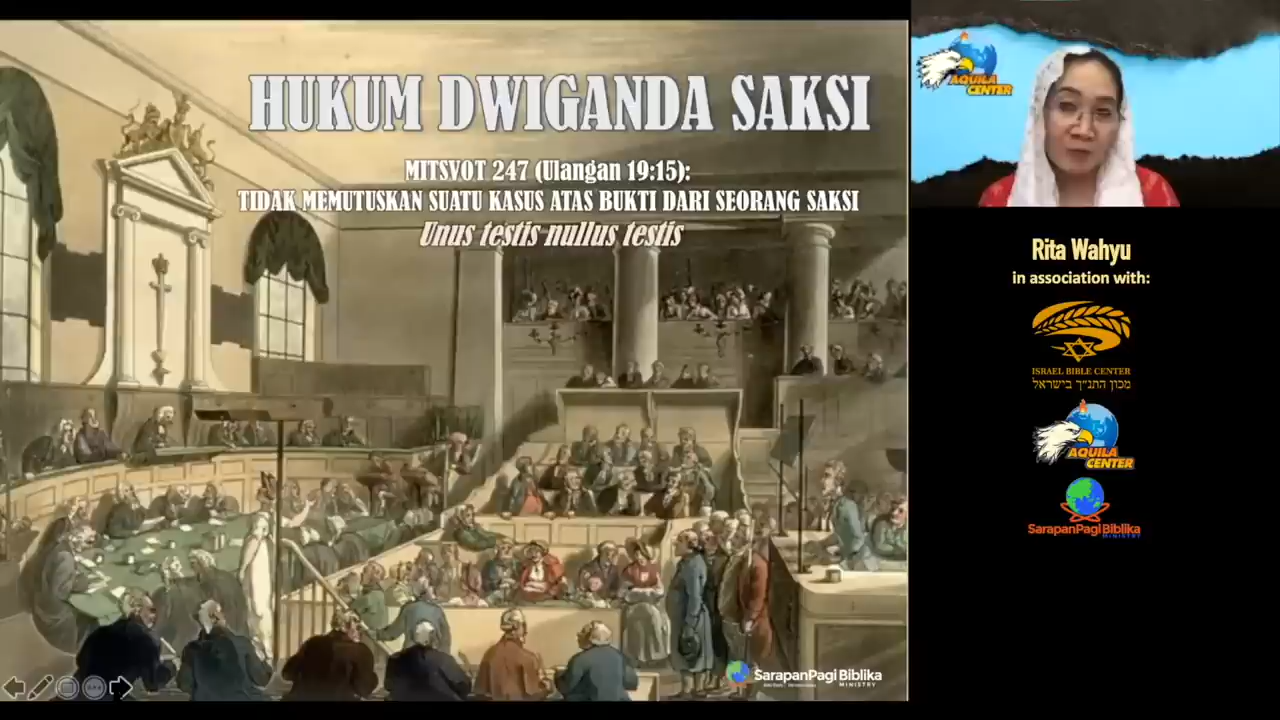 HUKUM DWIGANDA SAKSI
MITSVOT 247 (Ulangan 19:15):
TIDAK MEMUTUSKAN SUATU KASUS ATAS BUKTI DARI SEORANG SAKSI
Unus testis nullus testis
SarapanPagi Biblika
MINISTRY
AQUILA
CENTER
Rita Wahyu
in association with:
ISRAEL BIBLE CENTER
מכון התנ״ך בישראל
AQUILA
CENTER
SarapanPagi Biblika
MINISTRY